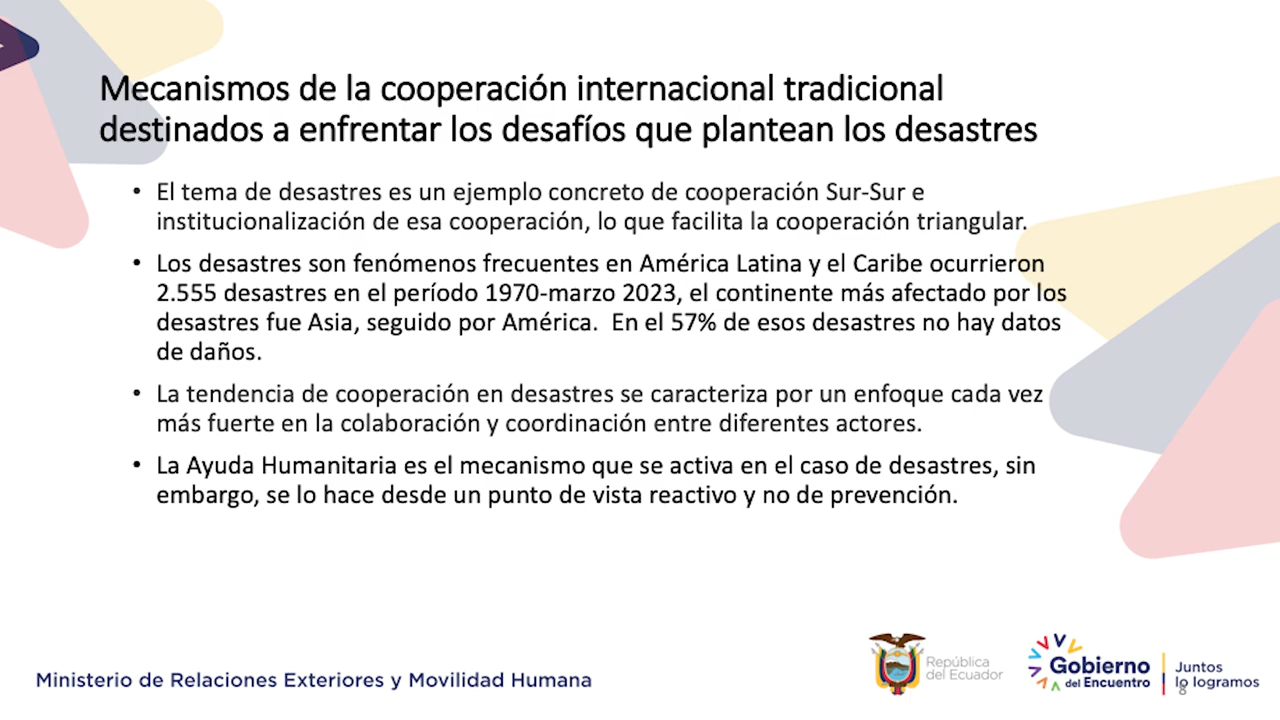 Mecanismos de la cooperación internacional tradicional
destinados a enfrentar los desafíos que plantean los desastres
• El tema de desastres es un ejemplo concreto de cooperación Sur-Sur e
institucionalización de esa cooperación, lo que facilita la cooperación triangular.
• Los desastres son fenómenos frecuentes en América Latina y el Caribe ocurrieron
2.555 desastres en el período 1970-marzo 2023, el continente más afectado por los
desastres fue Asia, seguido por América.  En el 57% de esos desastres no hay datos
de daños.
• La tendencia de cooperación en desastres se caracteriza por un enfoque cada vez
más fuerte en la colaboración y coordinación entre diferentes actores.
• La Ayuda Humanitaria es el mecanismo que se activa en el caso de desastres, sin
embargo, se lo hace desde un punto de vista reactivo y no de prevención.
Ministerio de Relaciones Exteriores y Movilidad Humana
República
del Ecuador
Gobierno
del Encuentro
Juntos
lo logramos
8